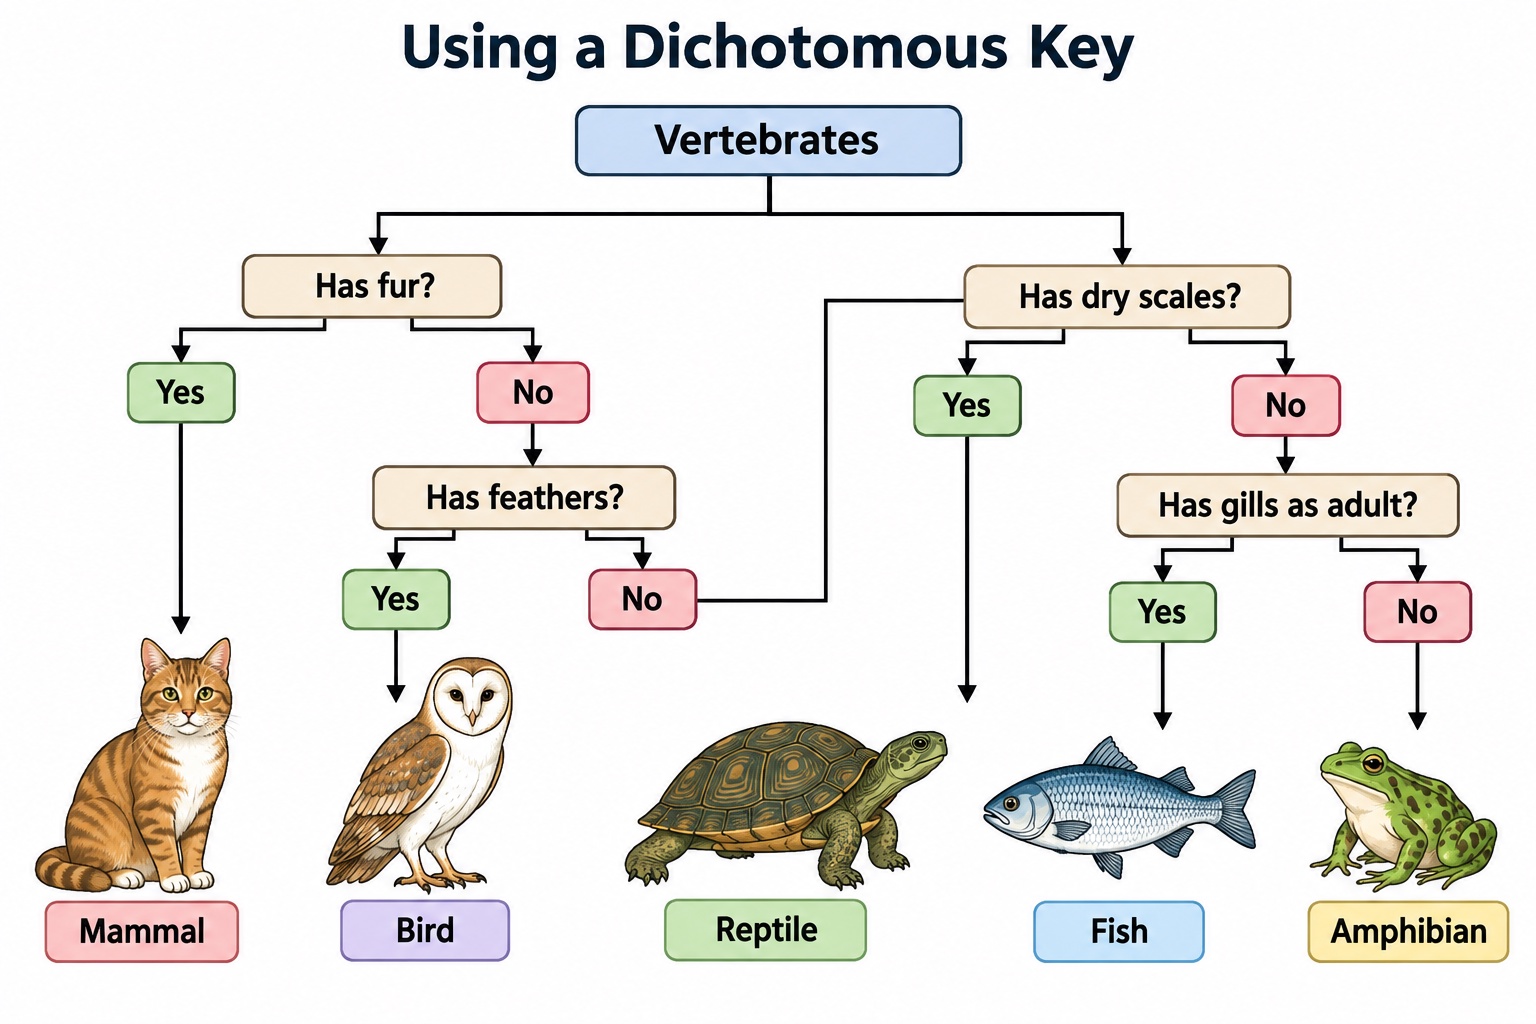 Using a Dichotomous Key
Vertebrates
Has fur?
Has dry scales?
Yes
No
Yes
No
Has feathers?
Has gills as adult?
Yes
No
Yes
No
Mammal
Bird
Reptile
Fish
Amphibian